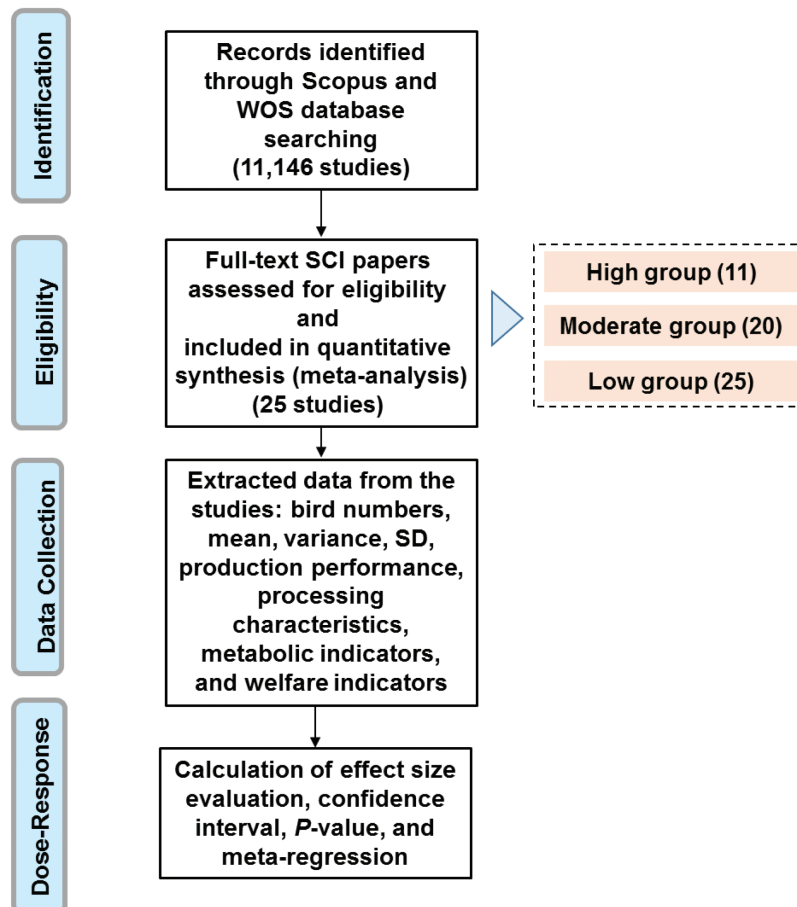 Identification
Records identified
through Scopus and
WOS database
searching
(11,146 studies)
Eligibility
Full-text SCI papers
assessed for eligibility
and
included in quantitative
synthesis (meta-analysis)
(25 studies)
High group (11)
Moderate group (20)
Low group (25)
Data Collection
Extracted data from the
studies: bird numbers,
mean, variance, SD,
production performance,
processing
characteristics,
metabolic indicators,
and welfare indicators
Dose-Response
Calculation of effect size
evaluation, confidence
interval, P-value, and
meta-regression